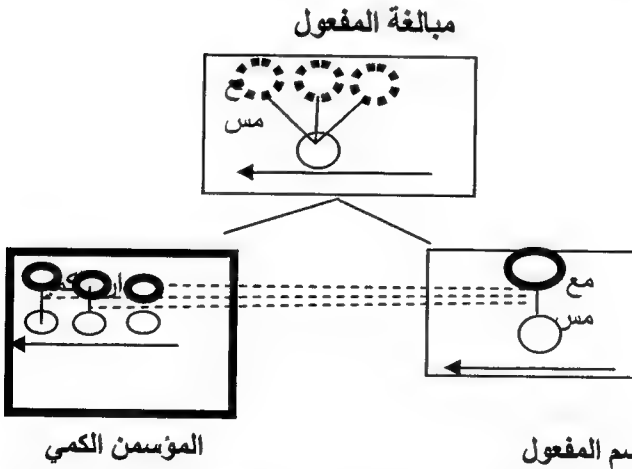 مبالغة المفعول
مع
مس
مع
مس
المؤسمن الكمي
سم المفعول